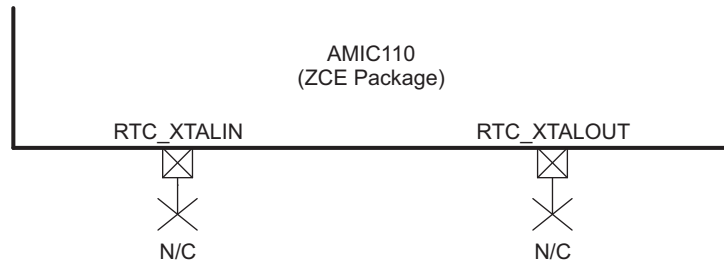 AMIC110
(ZCE Package)
RTC_XTALIN
RTC_XTALOUT
N/C
N/C